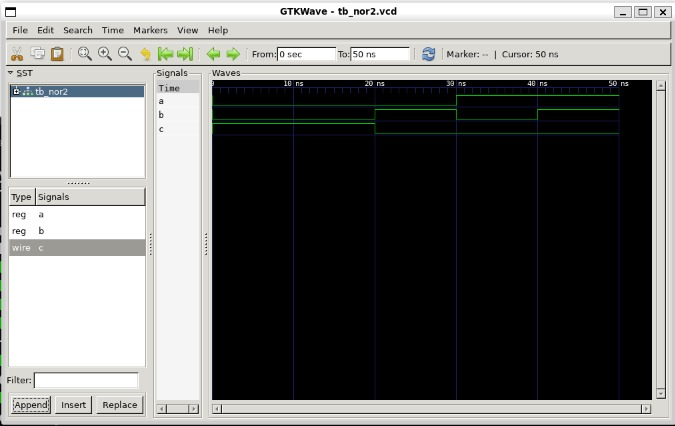 GTKWave - tb_nor2.vcd
File Edit Search Time Markers View Help
From: 0 sec To: 50 ns Marker: -- | Cursor: 50 ns
SST
tb_nor2
Type Signals
reg a
reg b
wire c
Filter:
Append Insert Replace
Signals
Time
a
b
c
Waves
0 10 ns 20 ns 30 ns 40 ns 50 ns